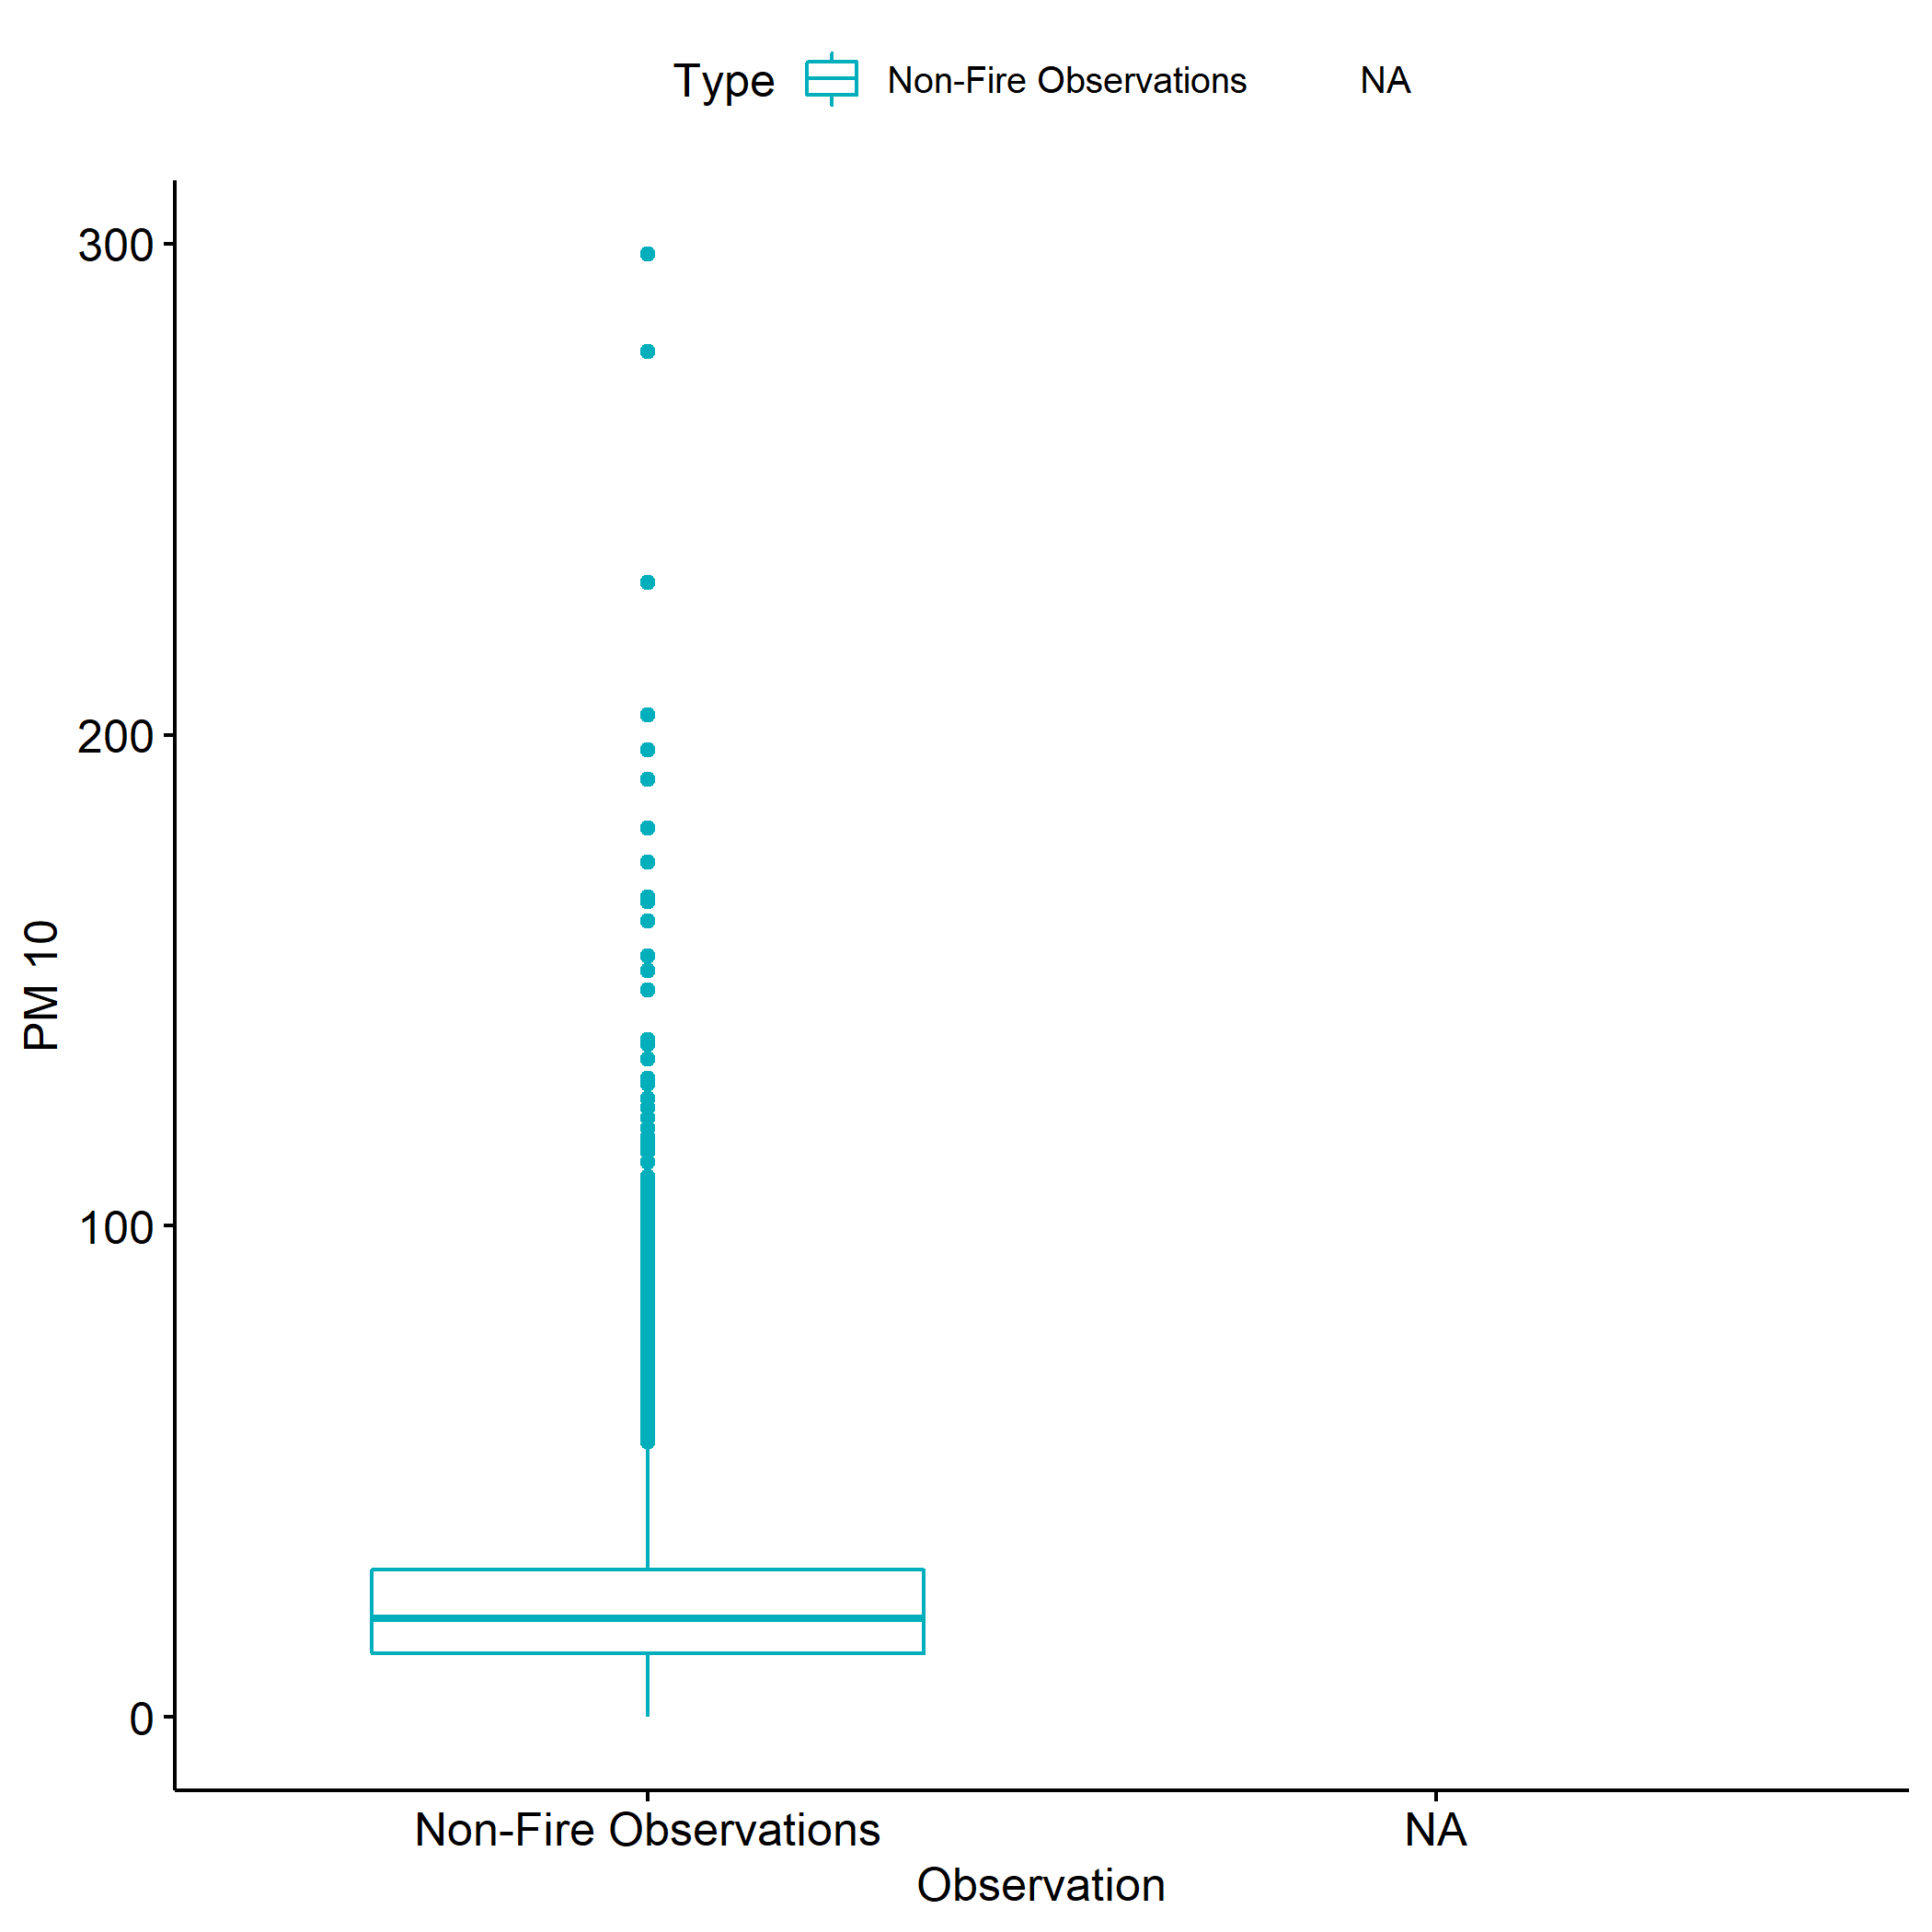 Type Non-Fire Observations NA
300
200
100
0
PM 10
Non-Fire Observations NA
Observation